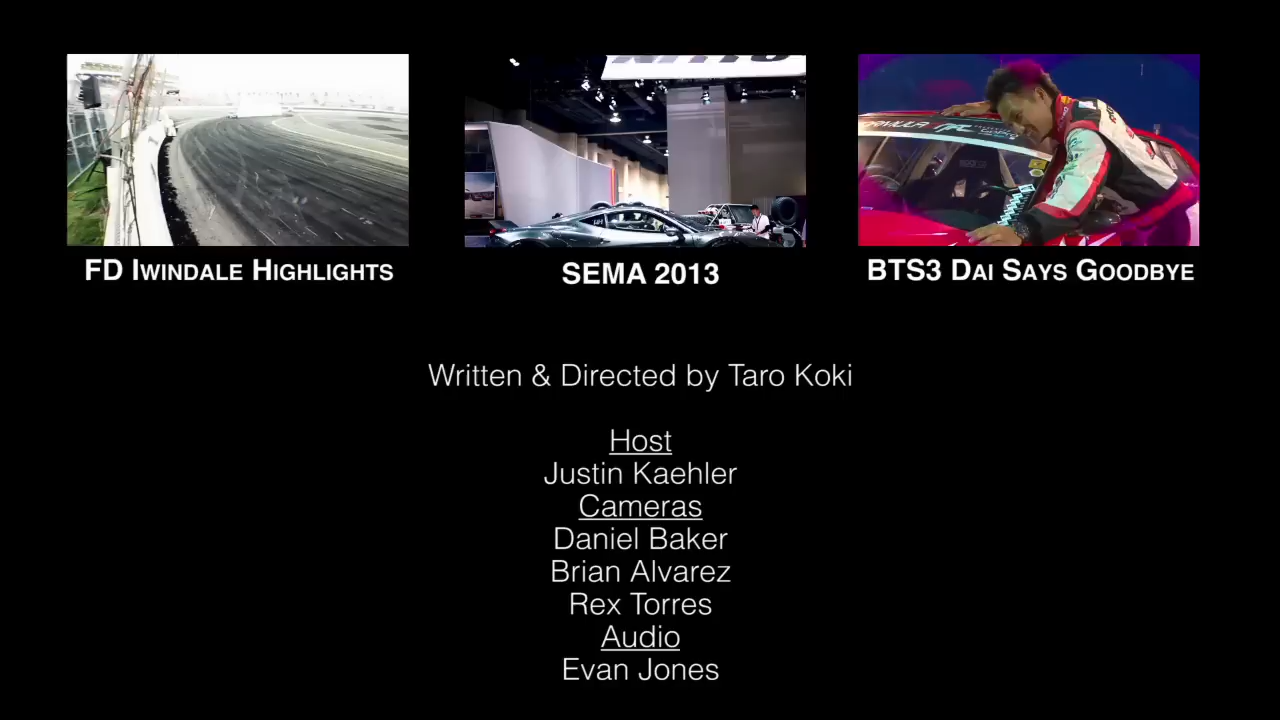 FD IWINDALE HIGHLIGHTS
SEMA 2013
BTS3 DAI SAYS GOODBYE
Written & Directed by Taro Koki
Host
Justin Kaehler
Cameras
Daniel Baker
Brian Alvarez
Rex Torres
Audio
Evan Jones